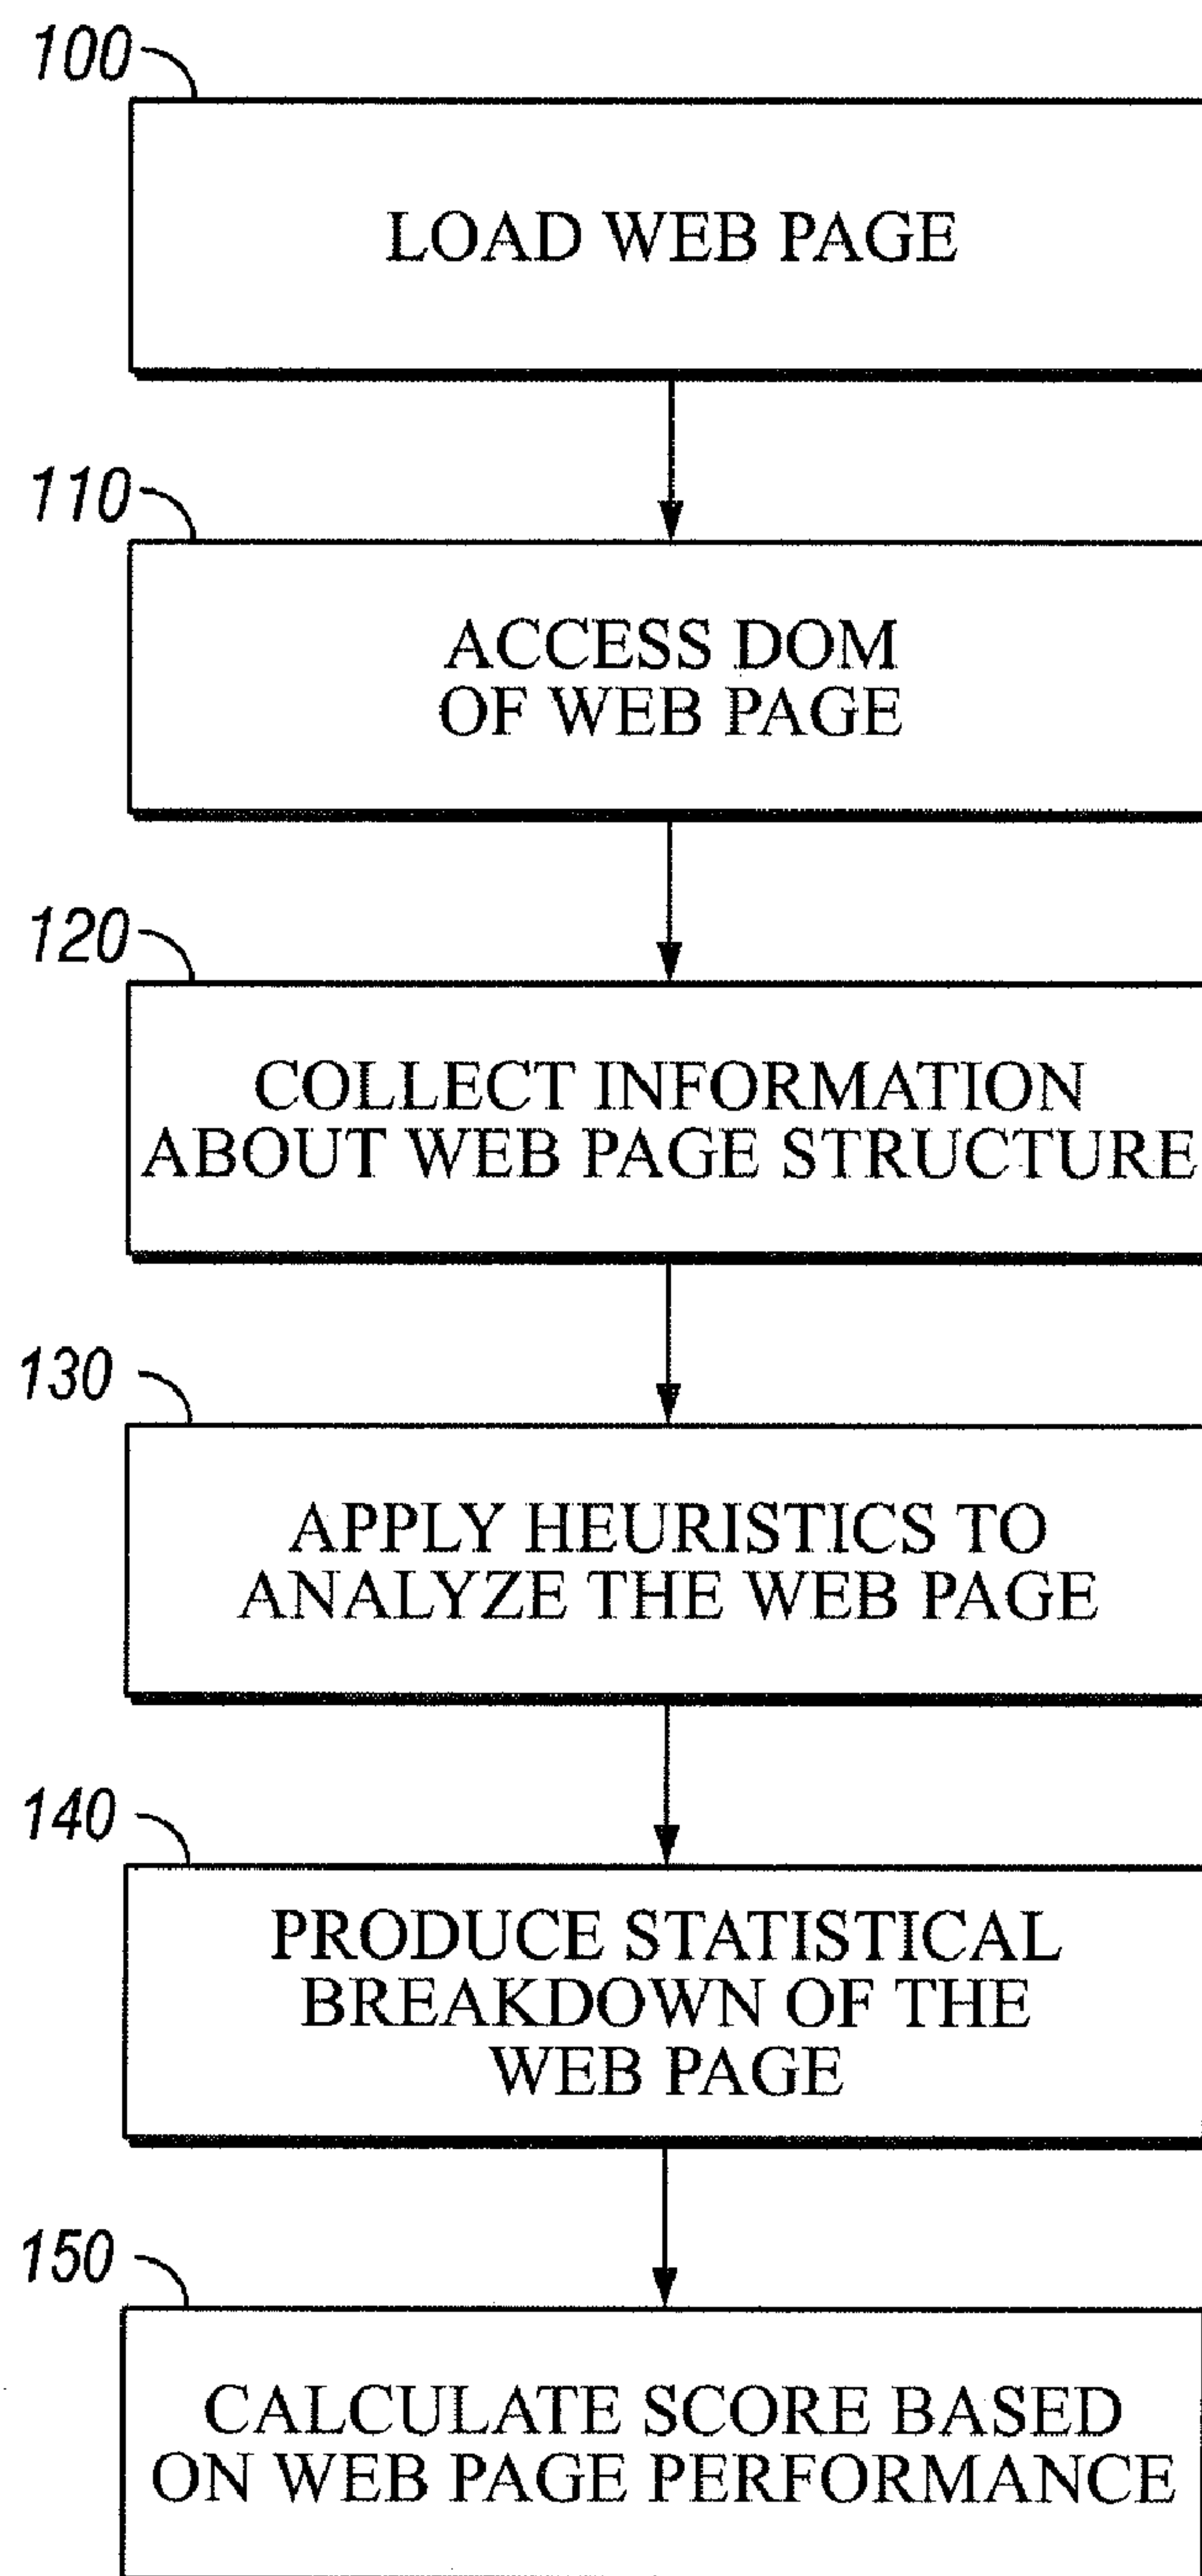 100
LOAD WEB PAGE
110
ACCESS DOM
OF WEB PAGE
120
COLLECT INFORMATION
ABOUT WEB PAGE STRUCTURE
130
APPLY HEURISTICS TO
ANALYZE THE WEB PAGE
140
PRODUCE STATISTICAL
BREAKDOWN OF THE
WEB PAGE
150
CALCULATE SCORE BASED
ON WEB PAGE PERFORMANCE